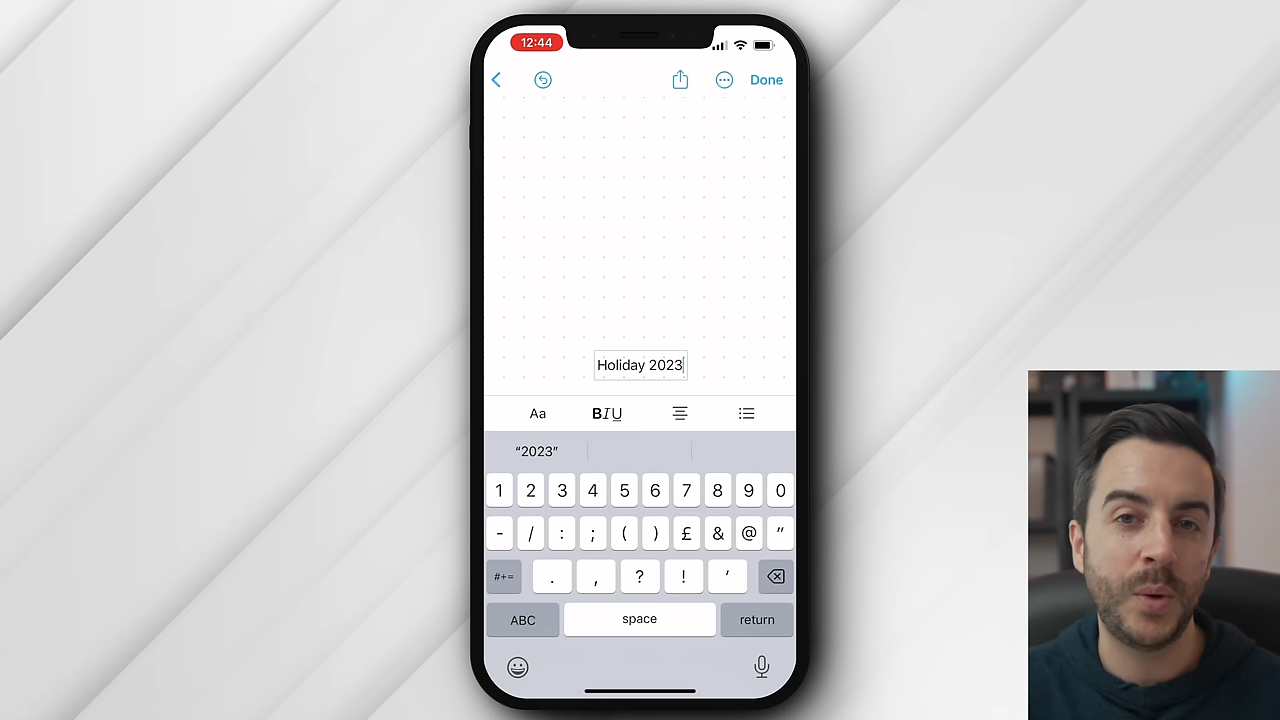 12:44
Done
Holiday 2023
Aa
BIU
“2023”
1 2 3 4 5 6 7 8 9 0
- / : ; ( ) £ & @ ”
#+= . , ? ! ’
ABC space return